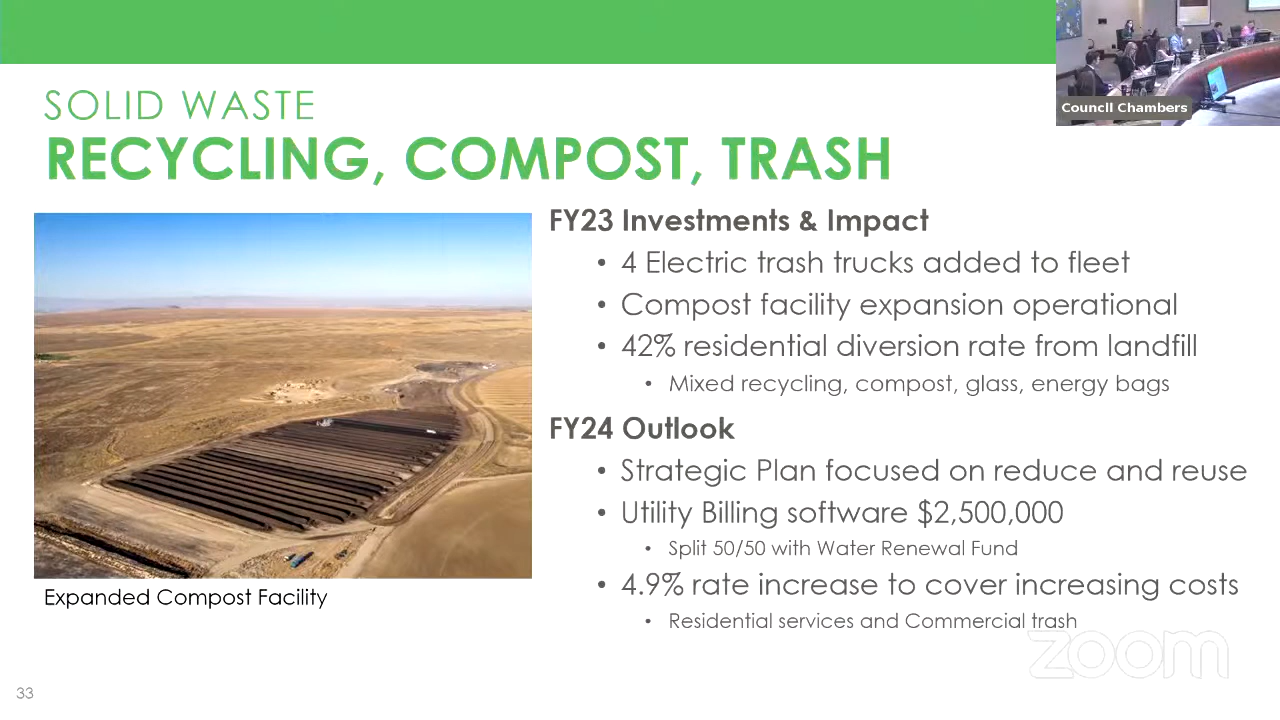 Council Chambers
SOLID WASTE
RECYCLING, COMPOST, TRASH
FY23 Investments & Impact
• 4 Electric trash trucks added to fleet
• Compost facility expansion operational
• 42% residential diversion rate from landfill
• Mixed recycling, compost, glass, energy bags
FY24 Outlook
• Strategic Plan focused on reduce and reuse
• Utility Billing software $2,500,000
• Split 50/50 with Water Renewal Fund
• 4.9% rate increase to cover increasing costs
• Residential services and Commercial trash
Expanded Compost Facility
zoom
33